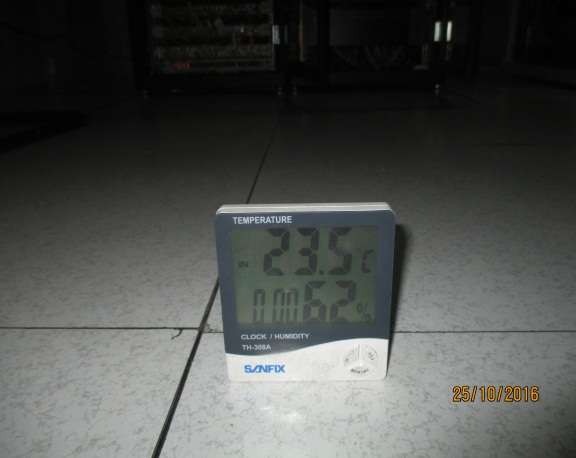 TEMPERATURE
IN 23.5 C
0:00 62 %
CLOCK / HUMIDITY
TH-308A
SANFIX
25/10/2016